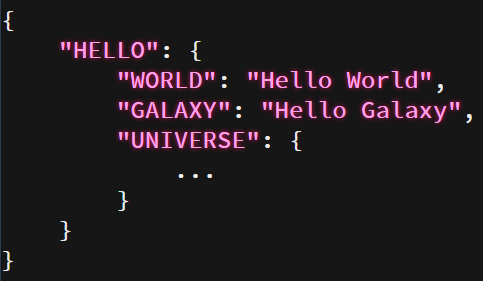 {
    "HELLO": {
        "WORLD": "Hello World",
        "GALAXY": "Hello Galaxy",
        "UNIVERSE": {
            ...
        }
    }
}